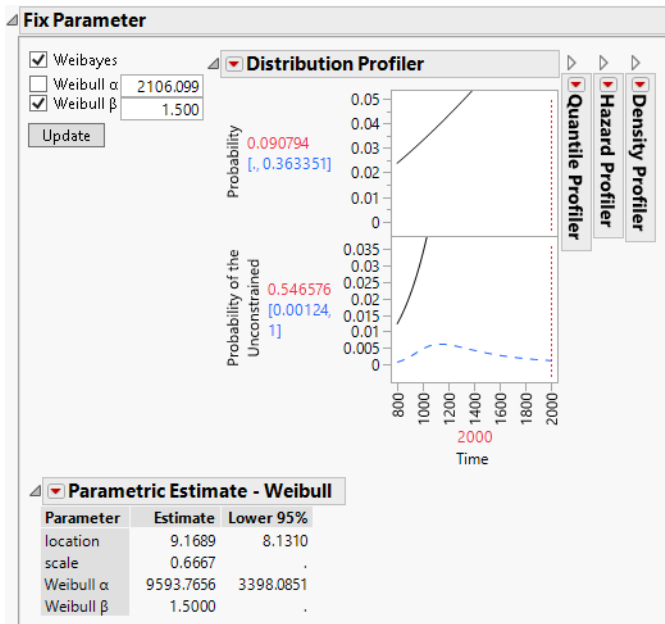 Fix Parameter
Weibayes
Weibull α 2106.099
Weibull β 1.500
Update
Distribution Profiler
Probability
0.090794
[., 0.363351]
0.05
0.04
0.03
0.02
0.01
0
Probability of the
Unconstrained
0.546576
[0.00124,
1]
0.035
0.03
0.025
0.02
0.015
0.01
0.005
0
800
1000
1200
1400
1600
1800
2000
2000
Time
Quantile Profiler
Hazard Profiler
Density Profiler
Parametric Estimate - Weibull
Parameter Estimate Lower 95%
location 9.1689 8.1310
scale 0.6667 .
Weibull α 9593.7656 3398.0851
Weibull β 1.5000 .